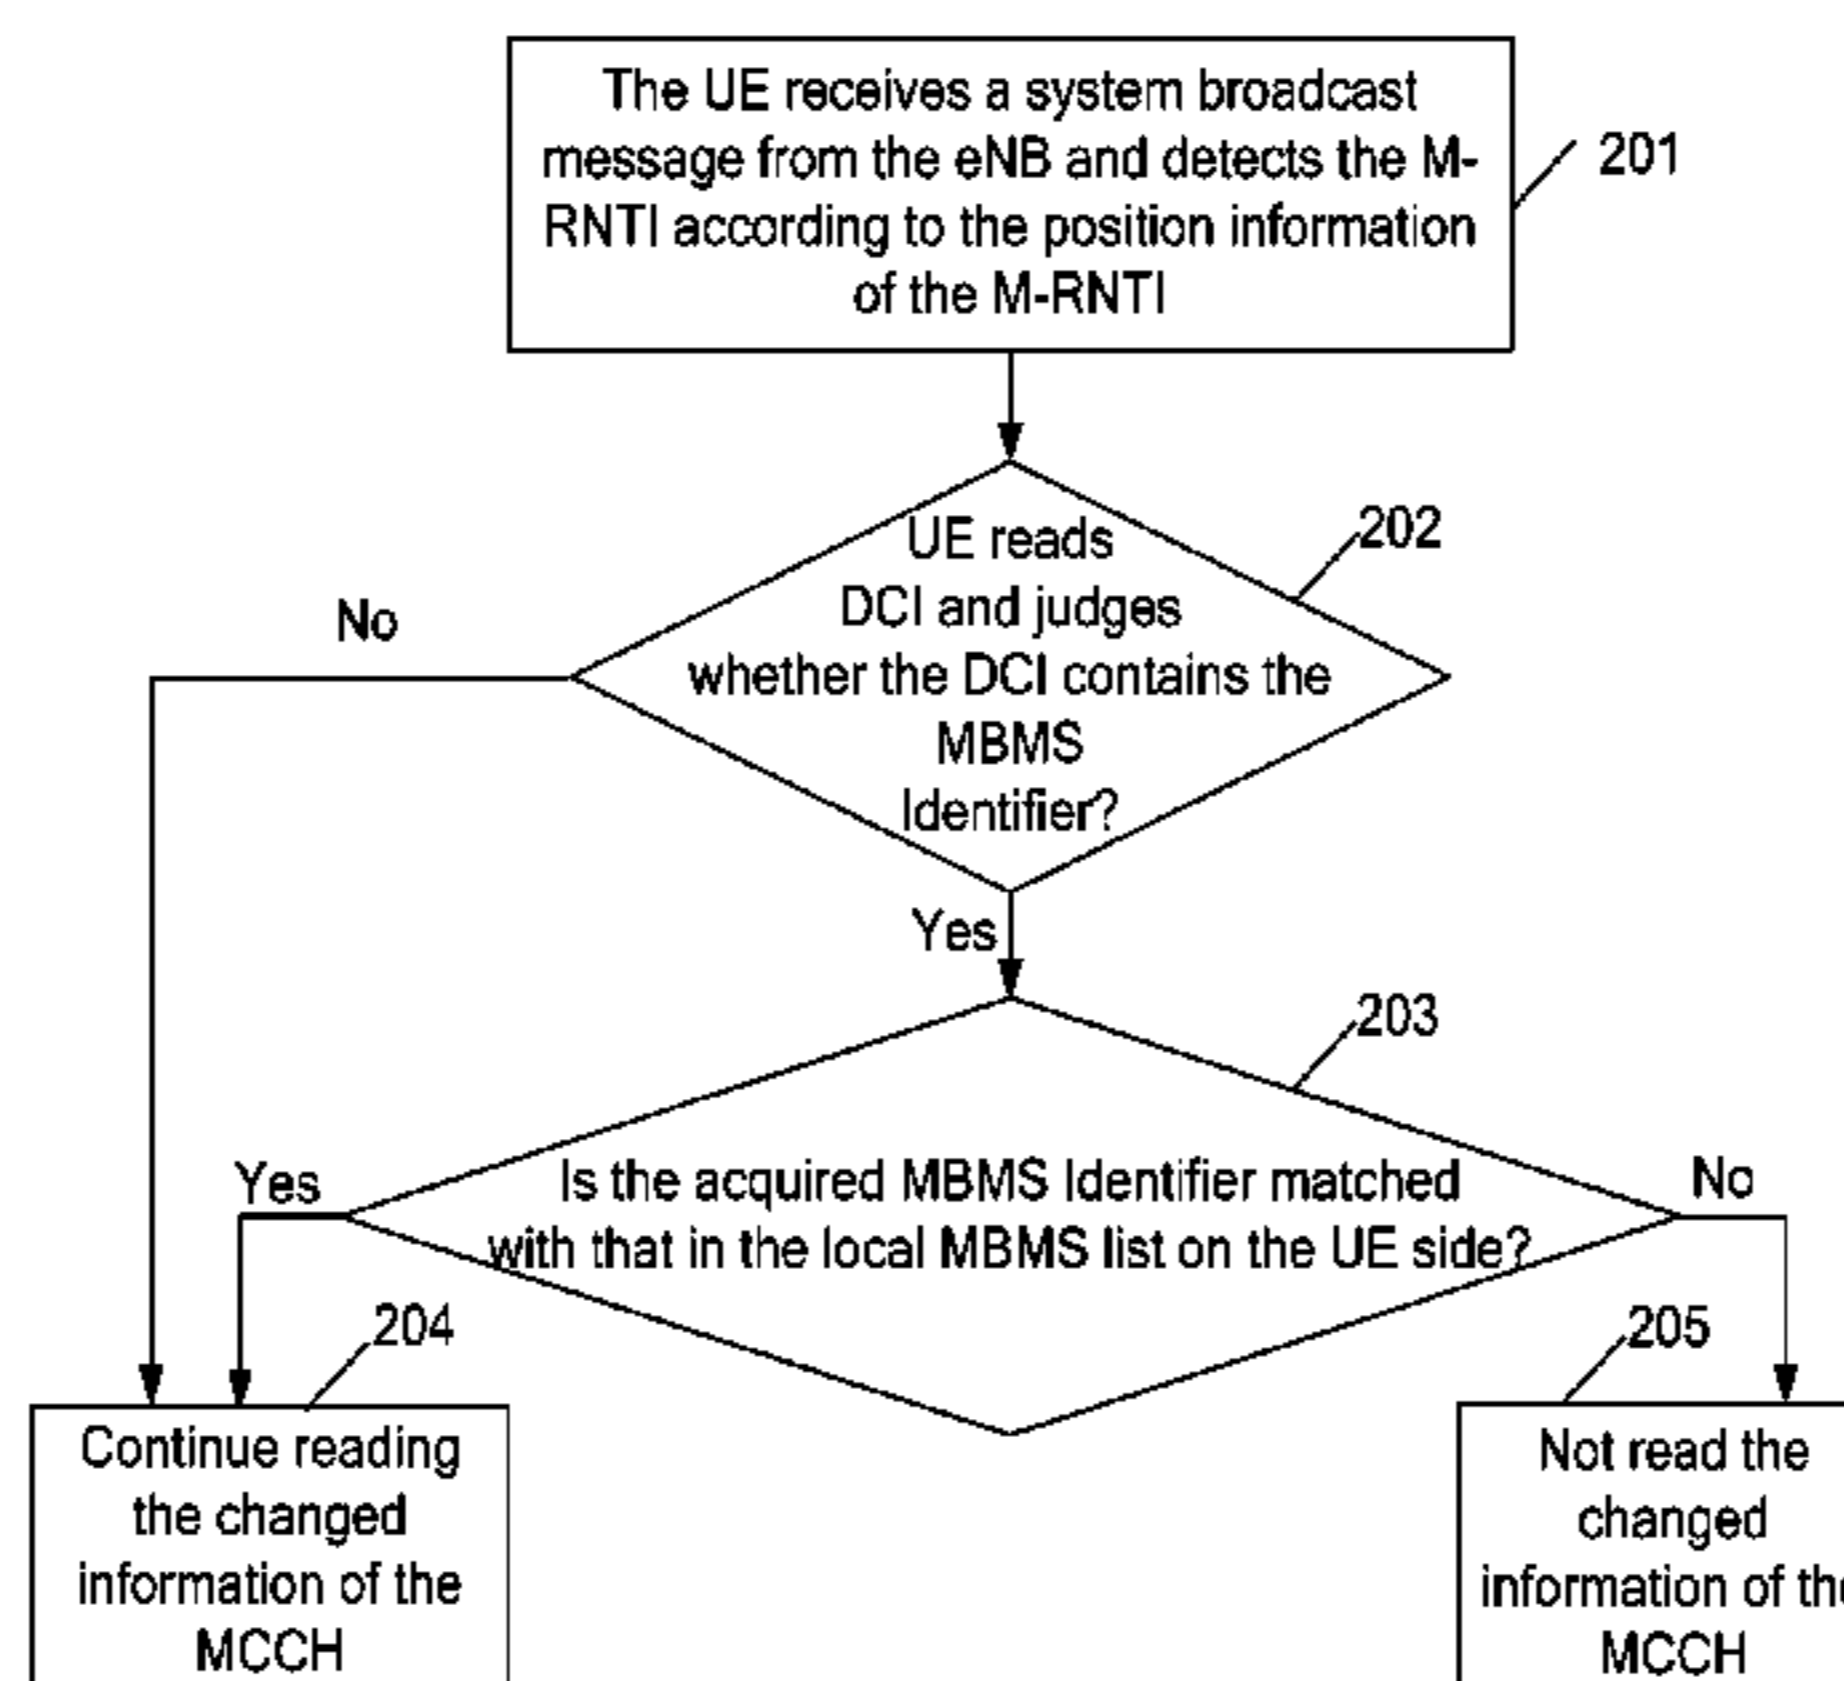 The UE receives a system broadcast
message from the eNB and detects the M-
RNTI according to the position information
of the M-RNTI
201
UE reads
DCI and judges
whether the DCI contains the
MBMS
Identifier?
202
No
Yes
203
Is the acquired MBMS Identifier matched
with that in the local MBMS list on the UE side?
Yes
No
204
205
Continue reading
the changed
information of the
MCCH
Not read the
changed
information of the
MCCH